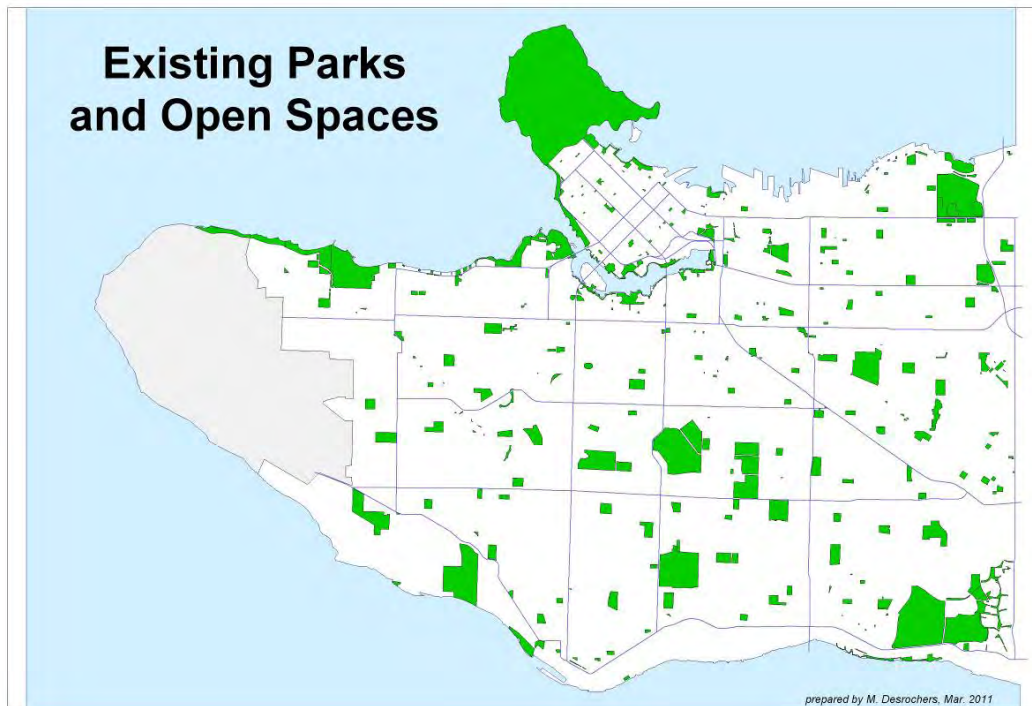 Existing Parks
and Open Spaces
prepared by M. Desrochers, Mar. 2011